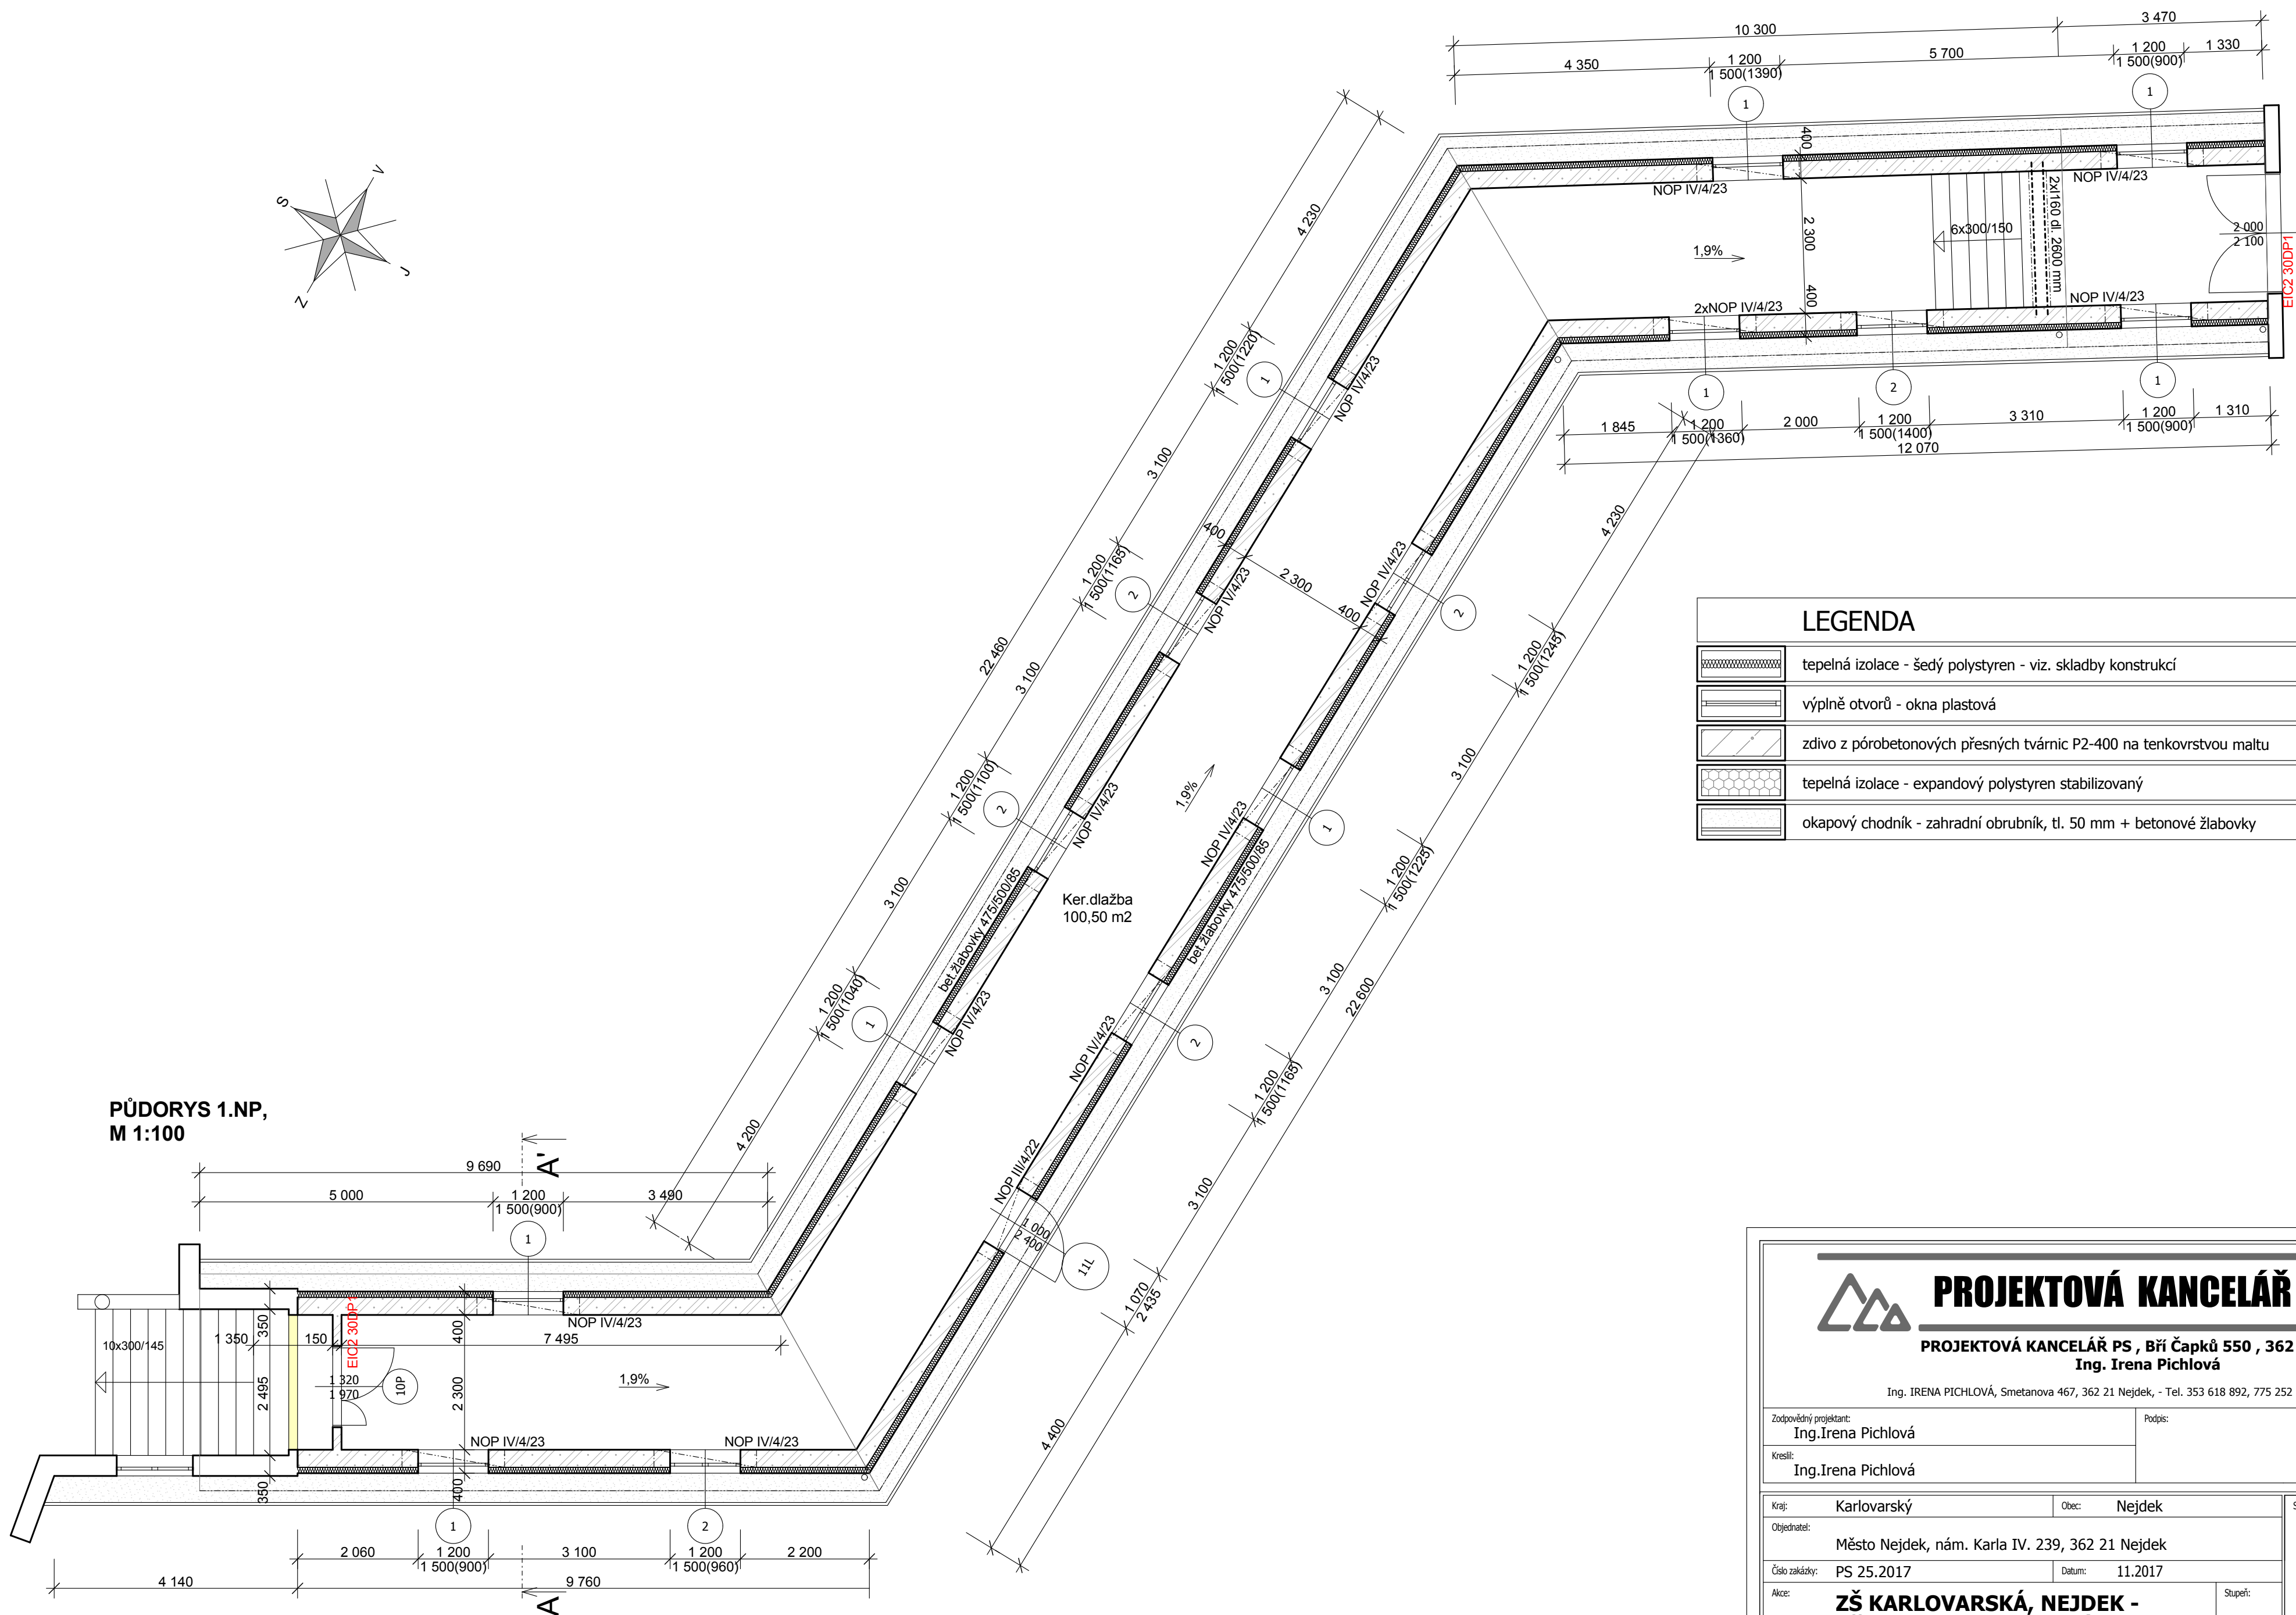 10 300
3 470
4 350
1 200
1 500(1390)
5 700
1 200
1 500(900)
1 330
1
1
400
NOP IV/4/23
NOP IV/4/23
2 300
1,9%
6x300/150
2xI160 dl. 2600 mm
2 000
2 100
EIC2 30DP1
400
2xNOP IV/4/23
NOP IV/4/23
1
2
1
1 845
1 200
1 500(1360)
2 000
1 200
1 500(1400)
3 310
1 200
1 500(900)
1 310
12 070
S
V
J
Z
4 230
1 200
1 500(1220)
1
NOP IV/4/23
3 100
1 200
1 500(1165)
2
NOP IV/4/23
22 460
3 100
1 200
1 500(1100)
2
NOP IV/4/23
3 100
1 200
1 500(1040)
1
NOP IV/4/23
4 200
bet.žlabovky 475/500/85
400
2 300
400
1,9%
Ker.dlažba
100,50 m2
4 230
NOP IV/4/23
2
1 200
1 500(1245)
3 100
NOP IV/4/23
1
1 200
1 500(1225)
bet.žlabovky 475/500/85
3 100
22 600
NOP IV/4/23
2
1 200
1 500(1165)
3 100
NOP III/4/22
1 000
2 400
11L
1 070
2 435
4 400
LEGENDA
tepelná izolace - šedý polystyren - viz. skladby konstrukcí
výplně otvorů - okna plastová
zdivo z pórobetonových přesných tvárnic P2-400 na tenkovrstvou maltu
tepelná izolace - expandový polystyren stabilizovaný
okapový chodník - zahradní obrubník, tl. 50 mm + betonové žlabovky
PŮDORYS 1.NP,
M 1:100
9 690
A'
5 000
1 200
1 500(900)
3 490
1
NOP IV/4/23
350
1 350
150
EIC2 30DP1
400
7 495
10x300/145
2 495
1 320
1 970
10P
2 300
1,9%
NOP IV/4/23
NOP IV/4/23
350
400
1
2
2 060
1 200
1 500(900)
3 100
1 200
1 500(960)
2 200
4 140
9 760
A
PROJEKTOVÁ KANCELÁŘ
PROJEKTOVÁ KANCELÁŘ PS , Bří Čapků 550 , 362
Ing. Irena Pichlová
Ing. IRENA PICHLOVÁ, Smetanova 467, 362 21 Nejdek, - Tel. 353 618 892, 775 252
Zodpovědný projektant:
Ing.Irena Pichlová
Podpis:
Kreslil:
Ing.Irena Pichlová
Kraj:
Karlovarský
Obec:
Nejdek
Objednatel:
Město Nejdek, nám. Karla IV. 239, 362 21 Nejdek
Číslo zakázky:
PS 25.2017
Datum:
11.2017
Akce:
ZŠ KARLOVARSKÁ, NEJDEK -
Stupeň: